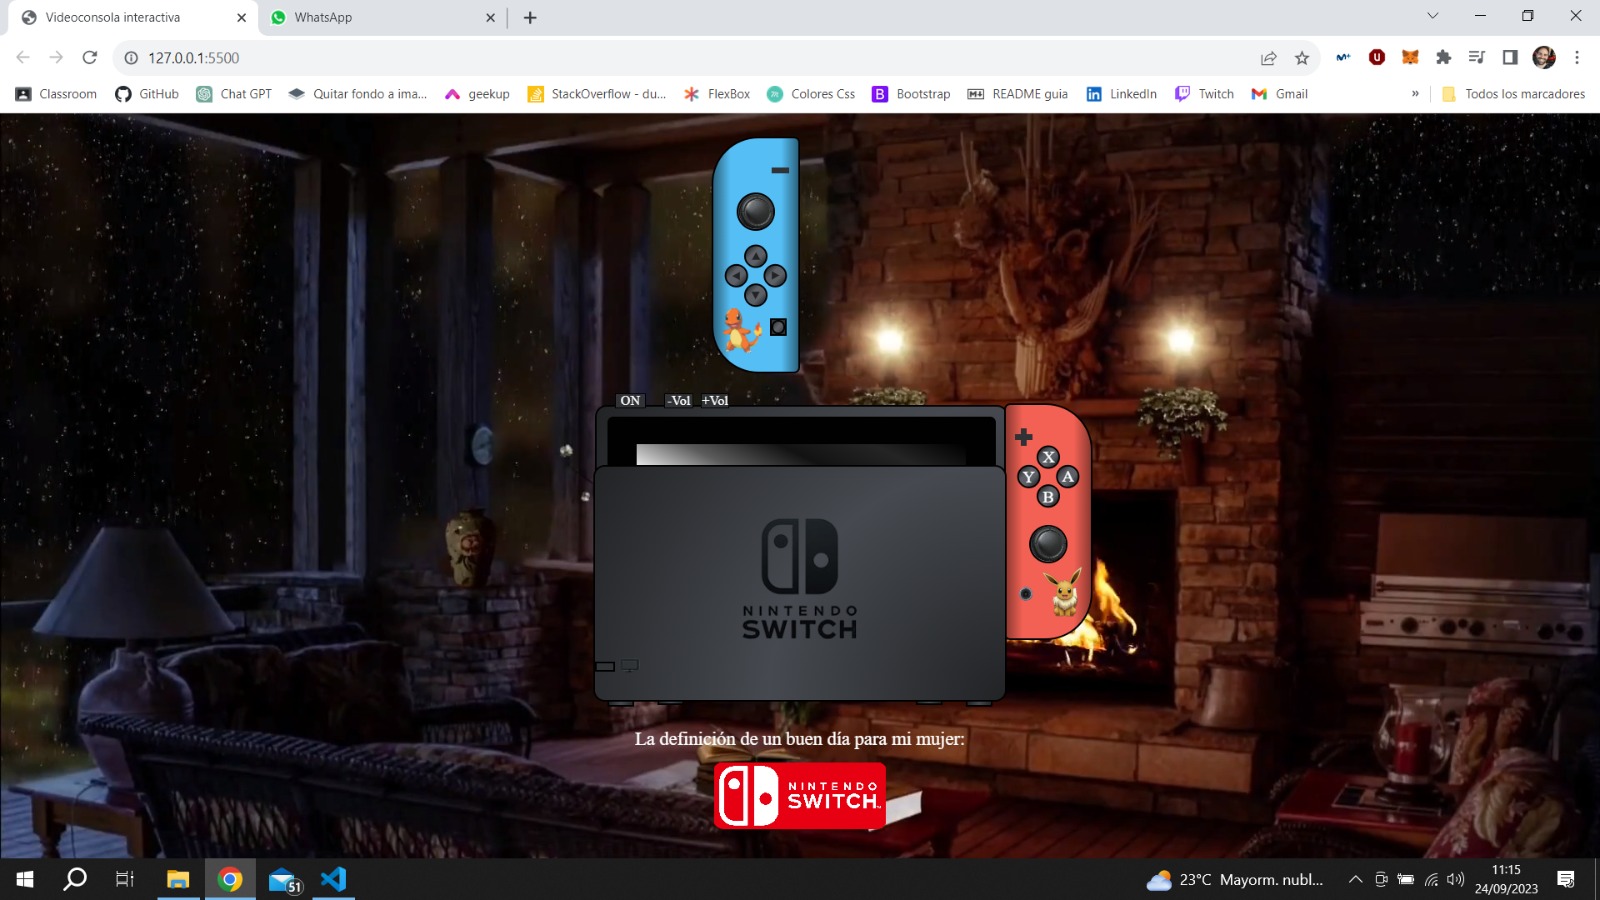 Videoconsola interactiva
WhatsApp
127.0.0.1:5500
Classroom
GitHub
Chat GPT
Quitar fondo a ima...
geekup
StackOverflow - du...
FlexBox
Colores Css
Bootstrap
README guia
LinkedIn
Twitch
Gmail
»
Todos los marcadores
ON
-Vol
+Vol
X
Y
A
B
NINTENDO
SWITCH
La definición de un buen día para mi mujer:
NINTENDO
SWITCH™
51
23°C Mayorm. nubl...
11:15
24/09/2023